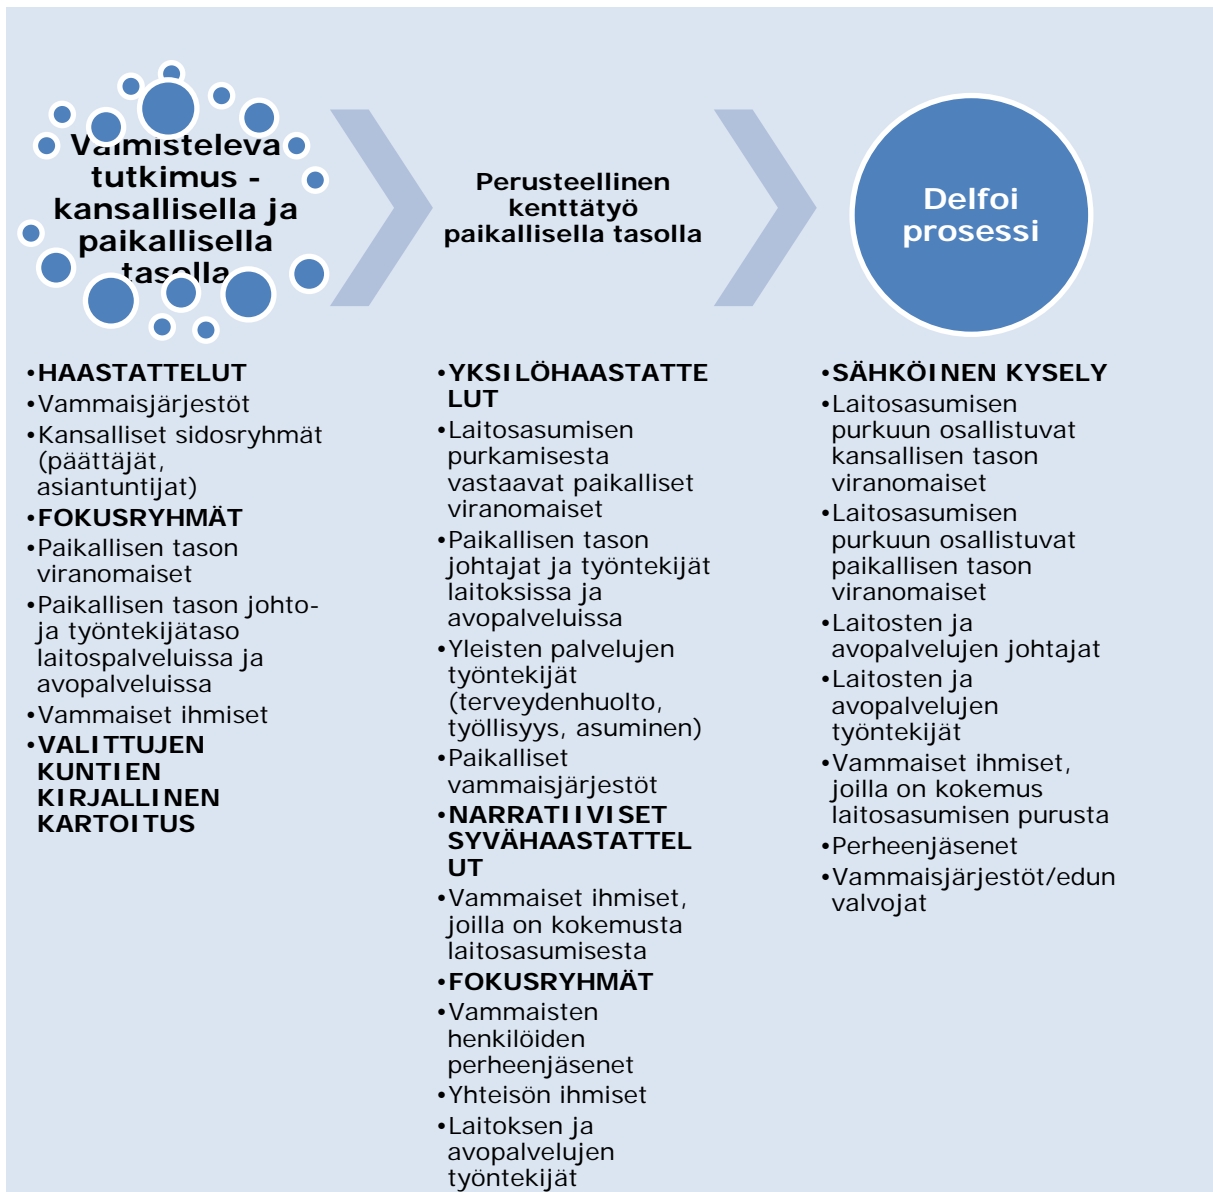 Valmisteleva
tutkimus -
kansallisella ja
paikallisella
tasolla
Perusteellinen
kenttätyö
paikallisella tasolla
Delfoi
prosessi
•HAASTATTELUT
•Vammaisjärjestöt
•Kansalliset sidosryhmät
(päättäjät,
asiantuntijat)
•FOKUSRYHMÄT
•Paikallisen tason
viranomaiset
•Paikallisen tason johto-
ja työntekijätaso
laitospalveluissa ja
avopalveluissa
•Vammaiset ihmiset
•VALITTUJEN
KUNTIEN
KIRJALLINEN
KARTOITUS
•YKSILÖHAASTATTE
LUT
•Laitosasumisen
purkamisesta
vastaavat paikalliset
viranomaiset
•Paikallisen tason
johtajat ja työntekijät
laitoksissa ja
avopalveluissa
•Yleisten palvelujen
työntekijät
(terveydenhuolto,
työllisyys, asuminen)
•Paikalliset
vammaisjärjestöt
•NARRATIIVISET
SYVÄHAASTATTEL
UT
•Vammaiset ihmiset,
joilla on kokemusta
laitosasumisesta
•FOKUSRYHMÄT
•Vammaisten
henkilöiden
perheenjäsenet
•Yhteisön ihmiset
•Laitoksen ja
avopalvelujen
työntekijät
•SÄHKÖINEN KYSELY
•Laitosasumisen
purkuun osallistuvat
kansallisen tason
viranomaiset
•Laitosasumisen
purkuun osallistuvat
paikallisen tason
viranomaiset
•Laitosten ja
avopalvelujen johtajat
•Laitosten ja
avopalvelujen
työntekijät
•Vammaiset ihmiset,
joilla on kokemus
laitosasumisen purusta
•Perheenjäsenet
•Vammaisjärjestöt/edun
valvojat